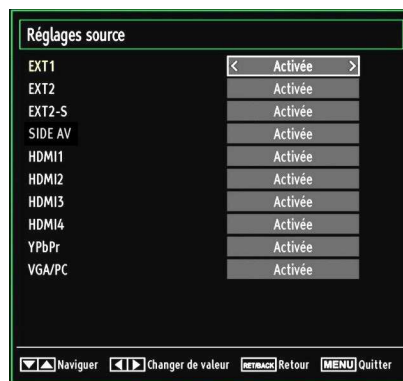 Réglages source
EXT1 < Activée >
EXT2 Activée
EXT2-S Activée
SIDE AV Activée
HDMI1 Activée
HDMI2 Activée
HDMI3 Activée
HDMI4 Activée
YPbPr Activée
VGA/PC Activée
Naviguer Changer de valeur RET/BACK Retour MENU Quitter